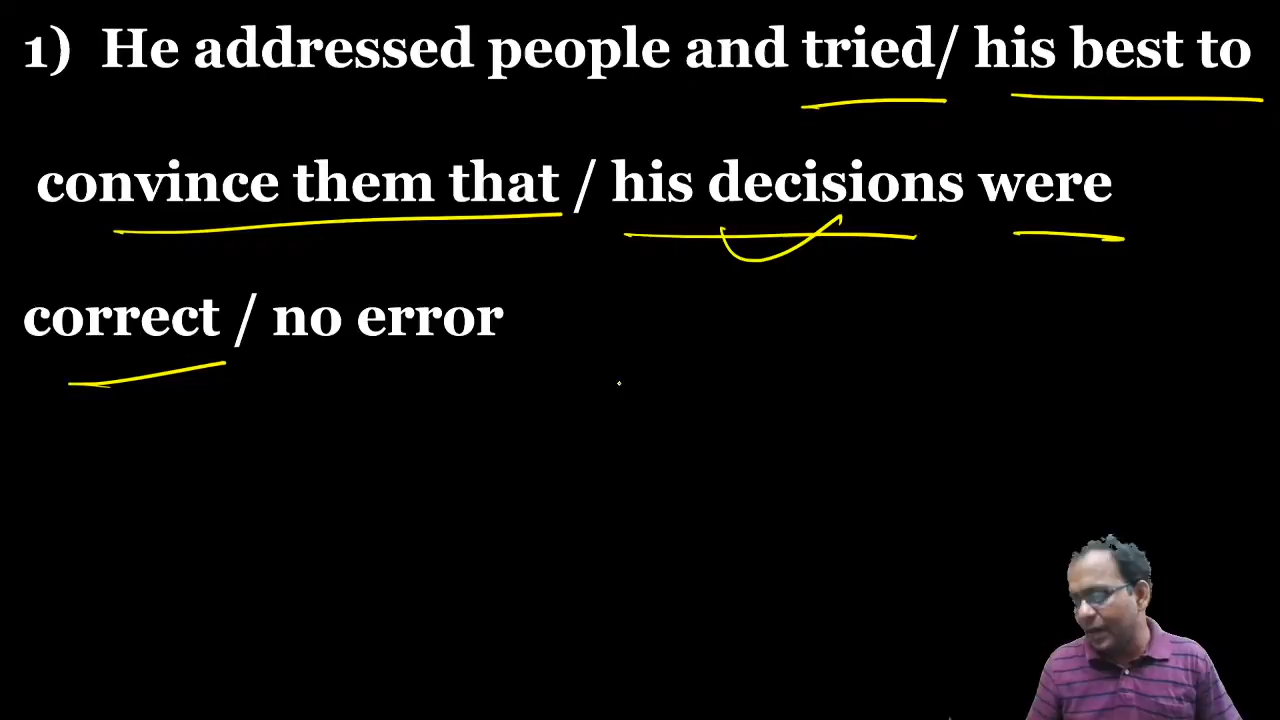 1) He addressed people and tried/ his best to
convince them that / his decisions were
correct / no error